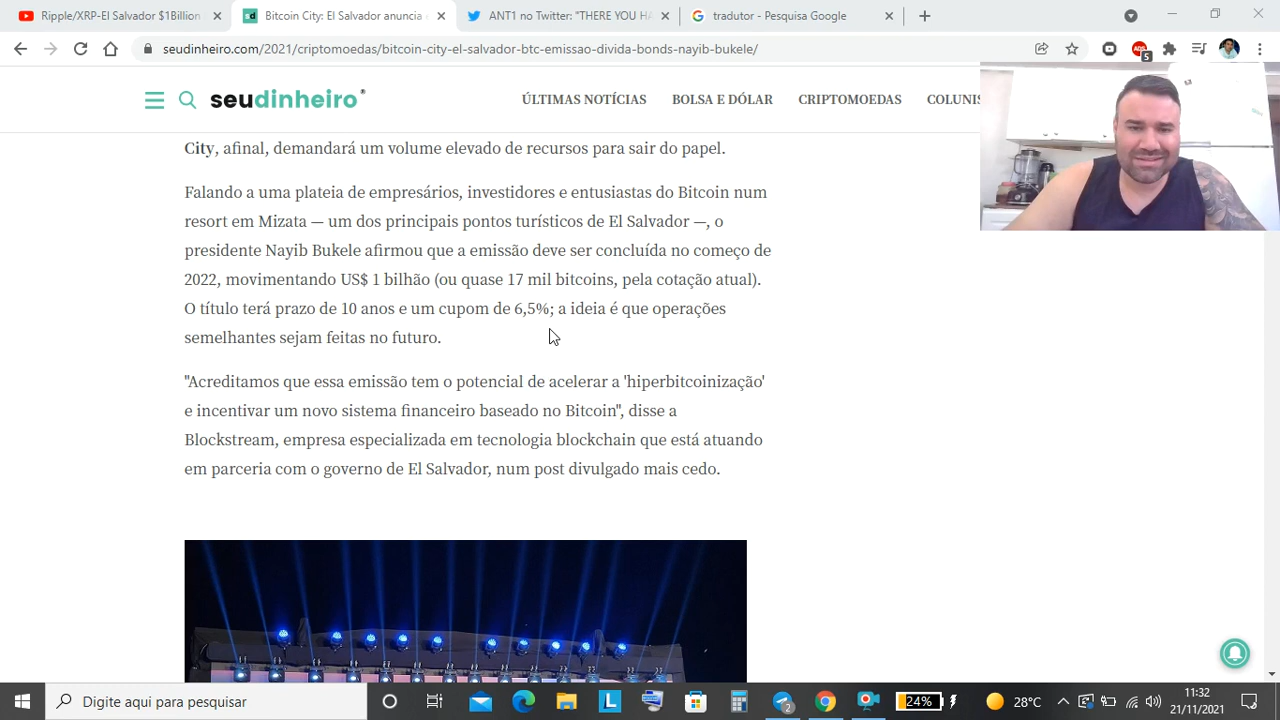 Ripple/XRP-El Salvador $1Billion
Bitcoin City: El Salvador anuncia
ANT1 no Twitter: "THERE YOU HA
tradutor - Pesquisa Google
seudinheiro.com/2021/criptomoedas/bitcoin-city-el-salvador-btc-emissao-divida-bonds-nayib-bukele/
ADS
5
seudinheiro
ÚLTIMAS NOTÍCIAS
BOLSA E DÓLAR
CRIPTOMOEDAS
COLUNIS
City, afinal, demandará um volume elevado de recursos para sair do papel.
Falando a uma plateia de empresários, investidores e entusiastas do Bitcoin num
resort em Mizata — um dos principais pontos turísticos de El Salvador —, o
presidente Nayib Bukele afirmou que a emissão deve ser concluída no começo de
2022, movimentando US$ 1 bilhão (ou quase 17 mil bitcoins, pela cotação atual).
O título terá prazo de 10 anos e um cupom de 6,5%; a ideia é que operações
semelhantes sejam feitas no futuro.
"Acreditamos que essa emissão tem o potencial de acelerar a 'hiperbitcoinização'
e incentivar um novo sistema financeiro baseado no Bitcoin", disse a
Blockstream, empresa especializada em tecnologia blockchain que está atuando
em parceria com o governo de El Salvador, num post divulgado mais cedo.
Digite aqui para pesquisar
L
2
24%
28°C
11:32
21/11/2021